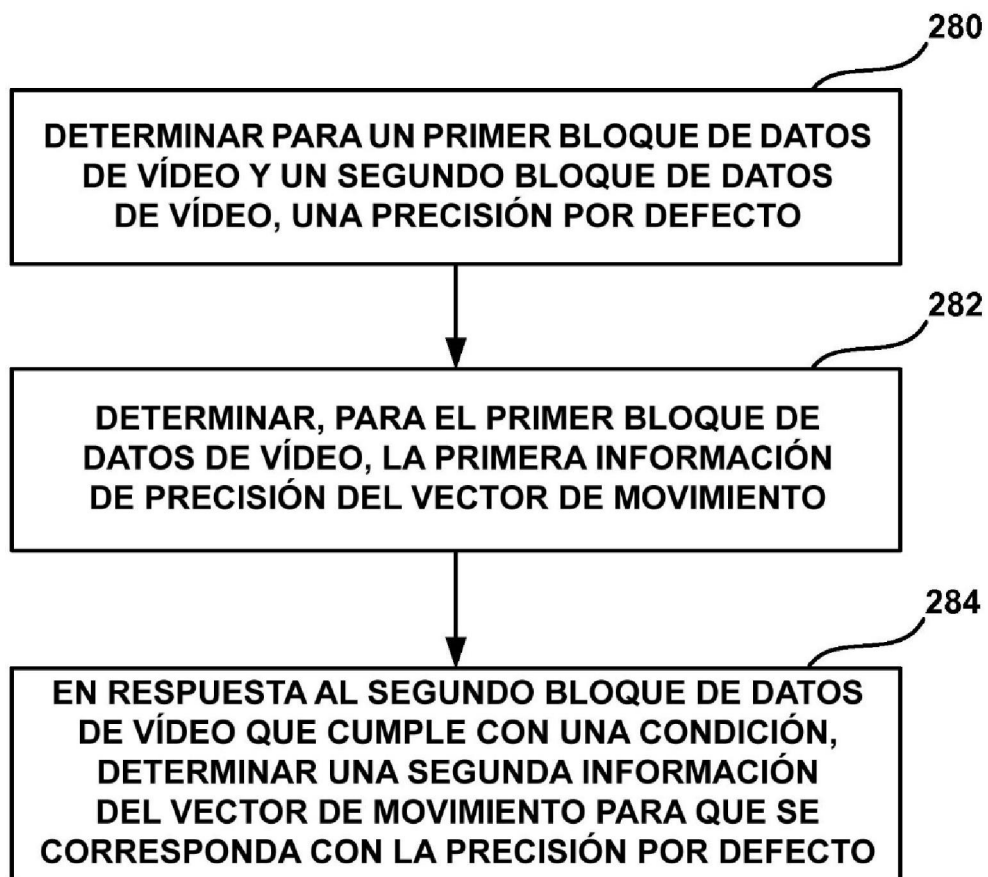 280
DETERMINAR PARA UN PRIMER BLOQUE DE DATOS
DE VÍDEO Y UN SEGUNDO BLOQUE DE DATOS
DE VÍDEO, UNA PRECISIÓN POR DEFECTO
282
DETERMINAR, PARA EL PRIMER BLOQUE DE
DATOS DE VÍDEO, LA PRIMERA INFORMACIÓN
DE PRECISIÓN DEL VECTOR DE MOVIMIENTO
284
EN RESPUESTA AL SEGUNDO BLOQUE DE DATOS
DE VÍDEO QUE CUMPLE CON UNA CONDICIÓN,
DETERMINAR UNA SEGUNDA INFORMACIÓN
DEL VECTOR DE MOVIMIENTO PARA QUE SE
CORRESPONDA CON LA PRECISIÓN POR DEFECTO